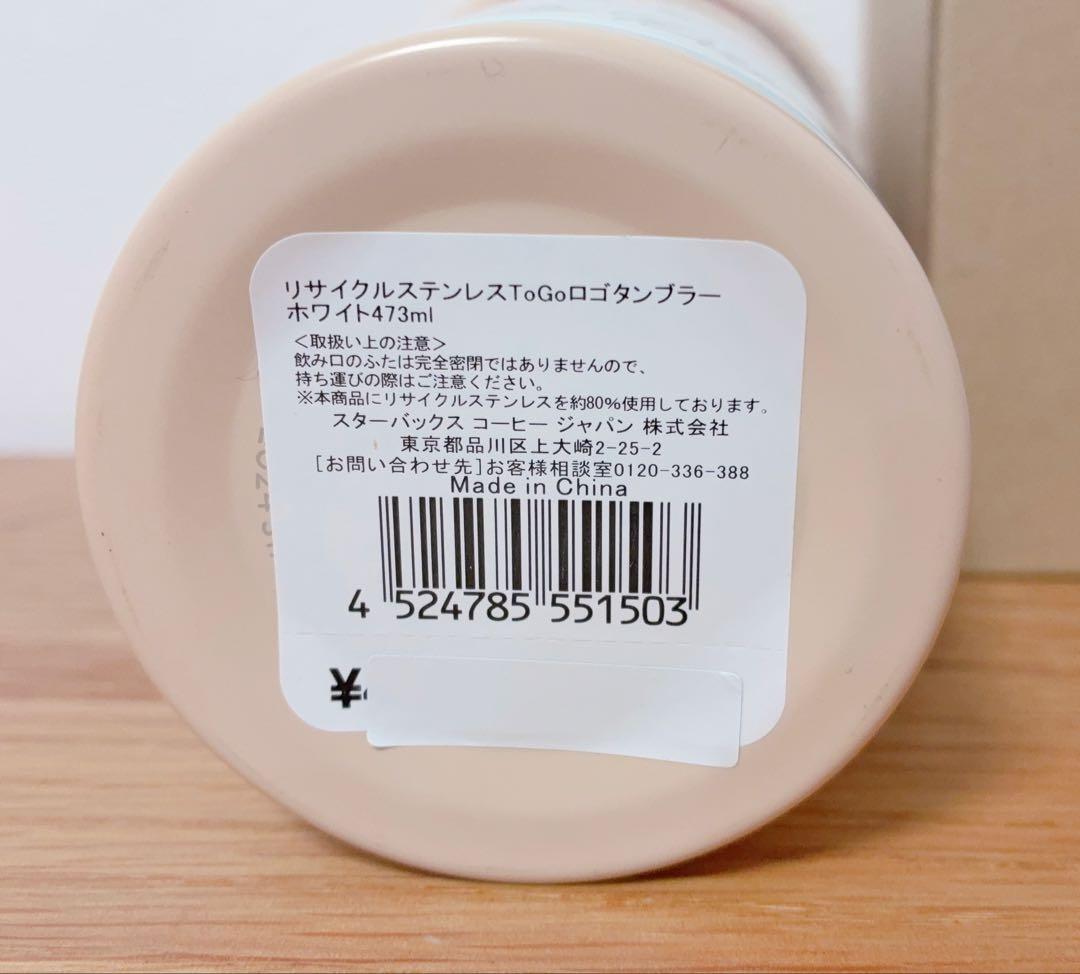 リサイクルステンレスToGoロゴタンブラー
ホワイト473ml
<取扱い上の注意>
飲み口のふたは完全密閉ではありませんので、
持ち運びの際はご注意ください。
※本商品にリサイクルステンレスを約80%使用しております。
スターバックス コーヒー ジャパン 株式会社
東京都品川区上大崎2-25-2
[お問い合わせ先]お客様相談室0120-336-388
Made in China
4 524785 551503
¥